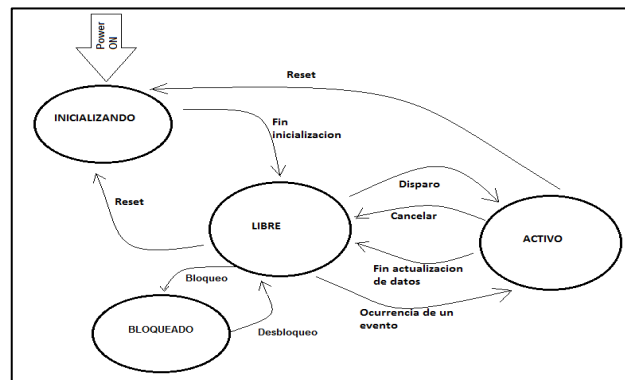 Power
ON
Reset
INICIALIZANDO
Fin
inicializacion
Disparo
Reset
Cancelar
LIBRE
ACTIVO
Fin actualizacion
de datos
Bloqueo
Ocurrencia de un
evento
BLOQUEADO
Desbloqueo